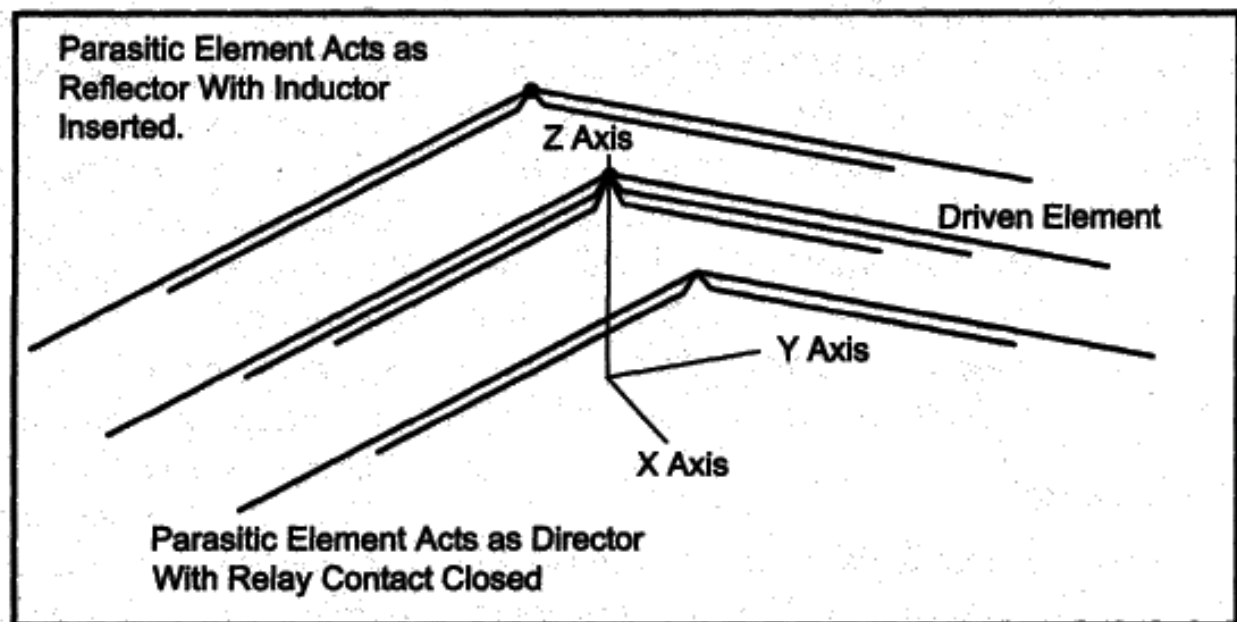 Parasitic Element Acts as
Reflector With Inductor
Inserted.
Z Axis
Driven Element
Y Axis
X Axis
Parasitic Element Acts as Director
With Relay Contact Closed